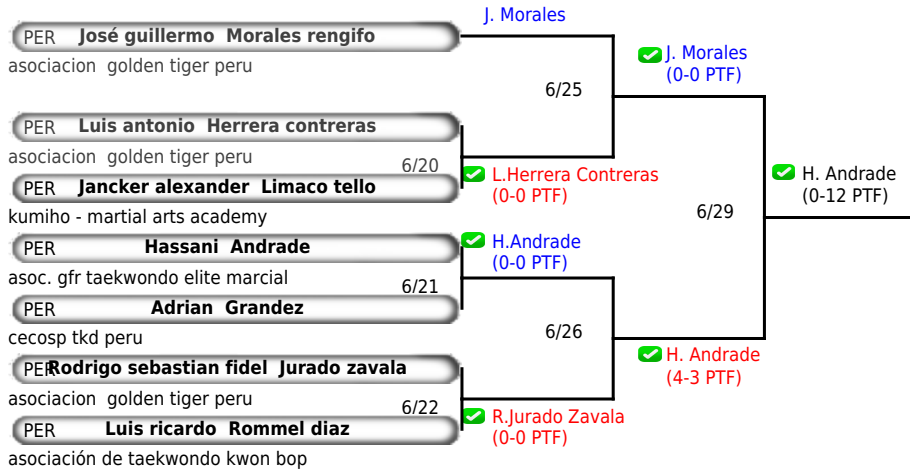 J. Morales
PER José guillermo Morales rengifo
asociacion golden tiger peru
J. Morales
(0-0 PTF)
6/25
PER Luis antonio Herrera contreras
asociacion golden tiger peru
6/20
PER Jancker alexander Limaco tello
L.Herrera Contreras
(0-0 PTF)
kumiho - martial arts academy
H. Andrade
(0-12 PTF)
6/29
PER Hassani Andrade
H.Andrade
(0-0 PTF)
asoc. gfr taekwondo elite marcial
6/21
PER Adrian Grandez
cecosp tkd peru
6/26
PER Rodrigo sebastian fidel Jurado zavala
H. Andrade
(4-3 PTF)
asociacion golden tiger peru
6/22
PER Luis ricardo Rommel diaz
R.Jurado Zavala
(0-0 PTF)
asociación de taekwondo kwon bop